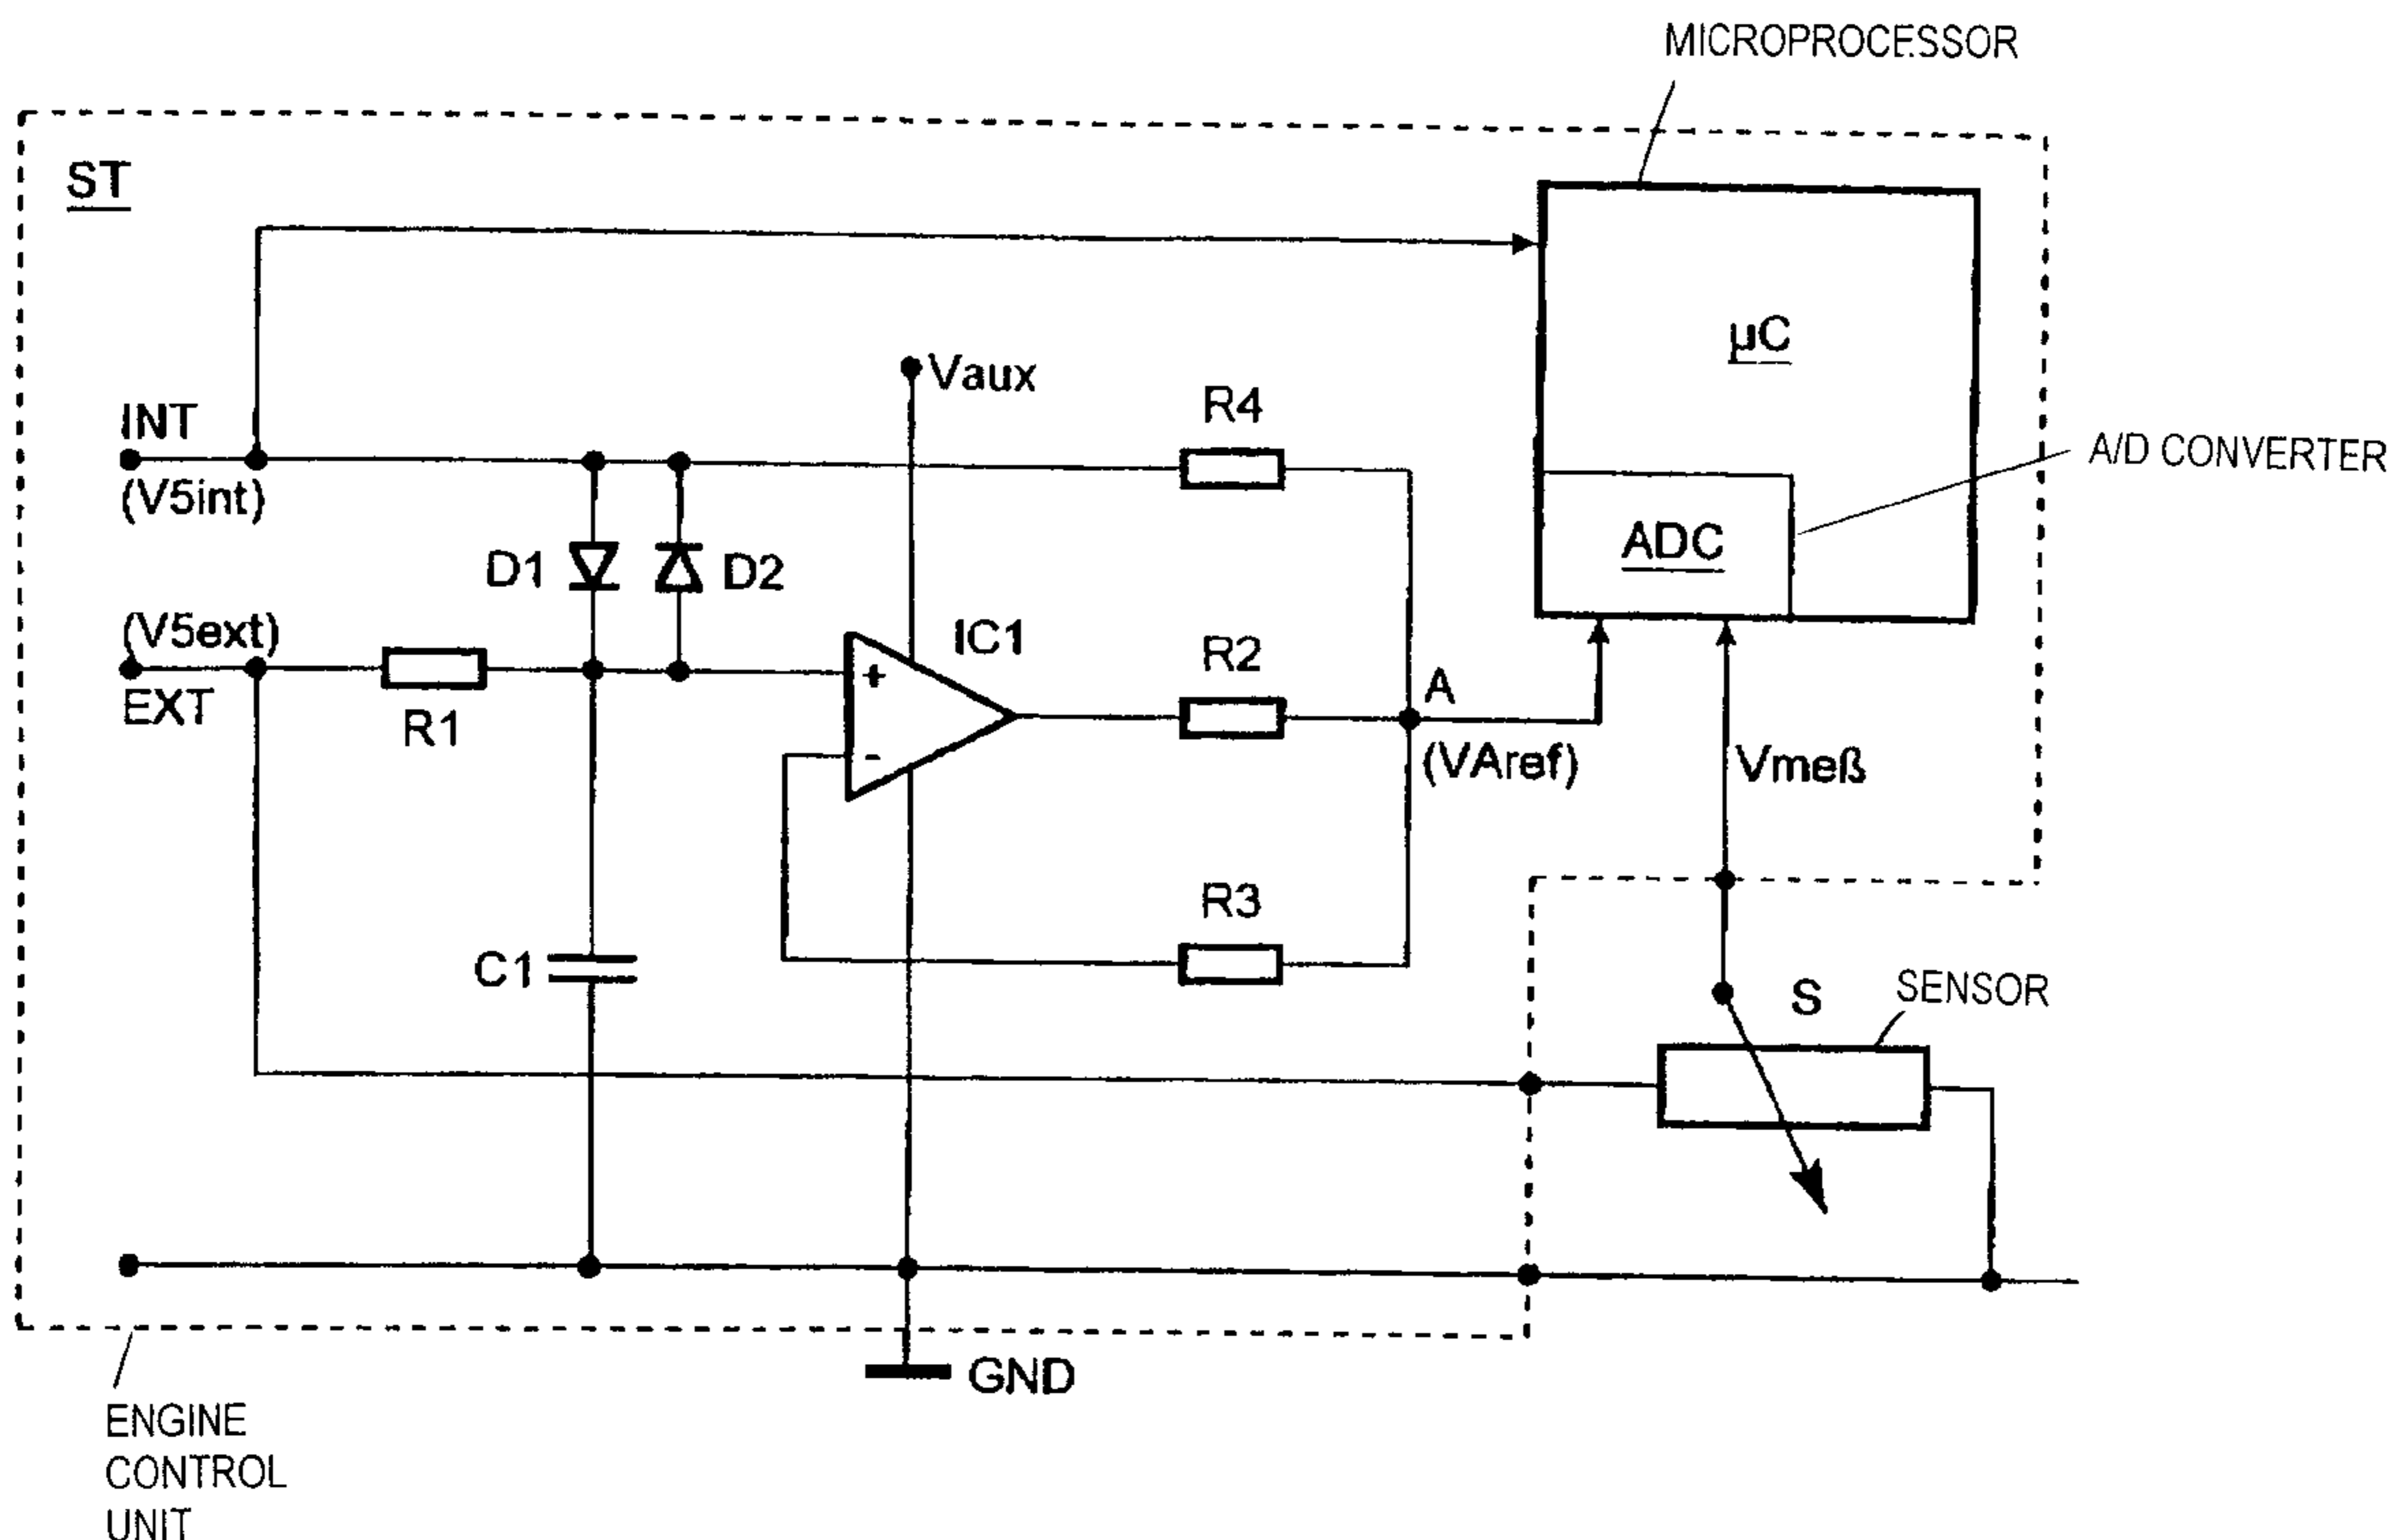 MICROPROCESSOR
ST
µC
Vaux
R4
INT
(V5int)
A/D CONVERTER
ADC
D1
D2
(V5ext)
EXT
R1
IC1
+
-
R2
A
(VAref)
Vmeß
R3
C1
S
SENSOR
GND
ENGINE
CONTROL
UNIT